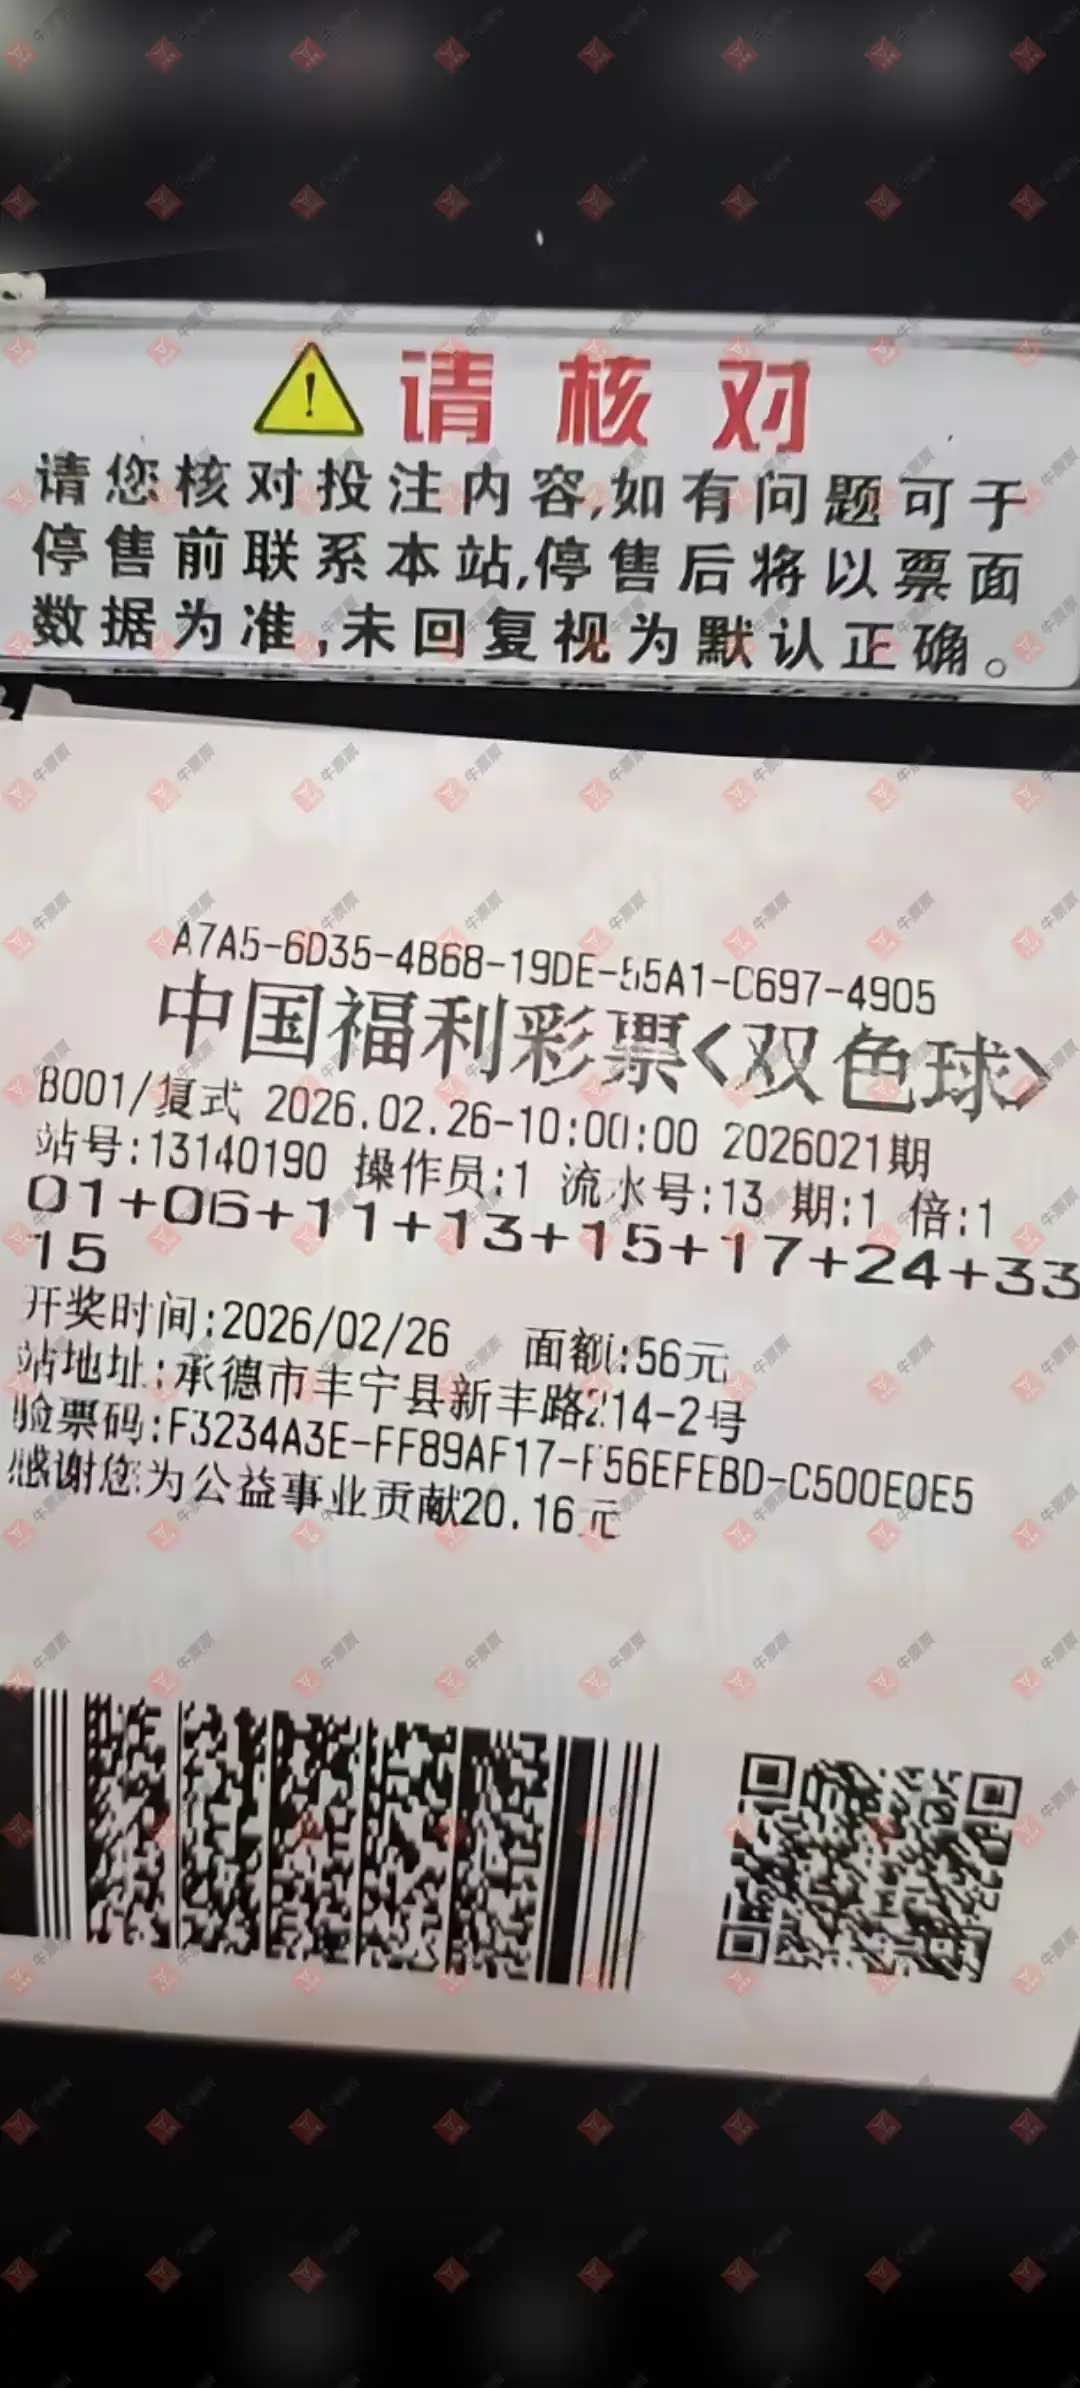 请核对
请您核对投注内容,如有问题可于
停售前联系本站,停售后将以票面
数据为准,未回复视为默认正确。
A7A5-6D35-4B68-19DE-55A1-C697-4905
中国福利彩票<双色球>
B001/复式 2026.02.26-10:00:00 2026021期
站号:13140190 操作员:1 流水号:13 期:1 倍:1
01+06+11+13+15+17+24+33
15
开奖时间:2026/02/26 面额:56元
站地址:承德市丰宁县新丰路214-2号
验票码:F3234A3E-FF89AF17-F56EFEBD-C500E0E5
感谢您为公益事业贡献20.16元
牛票票